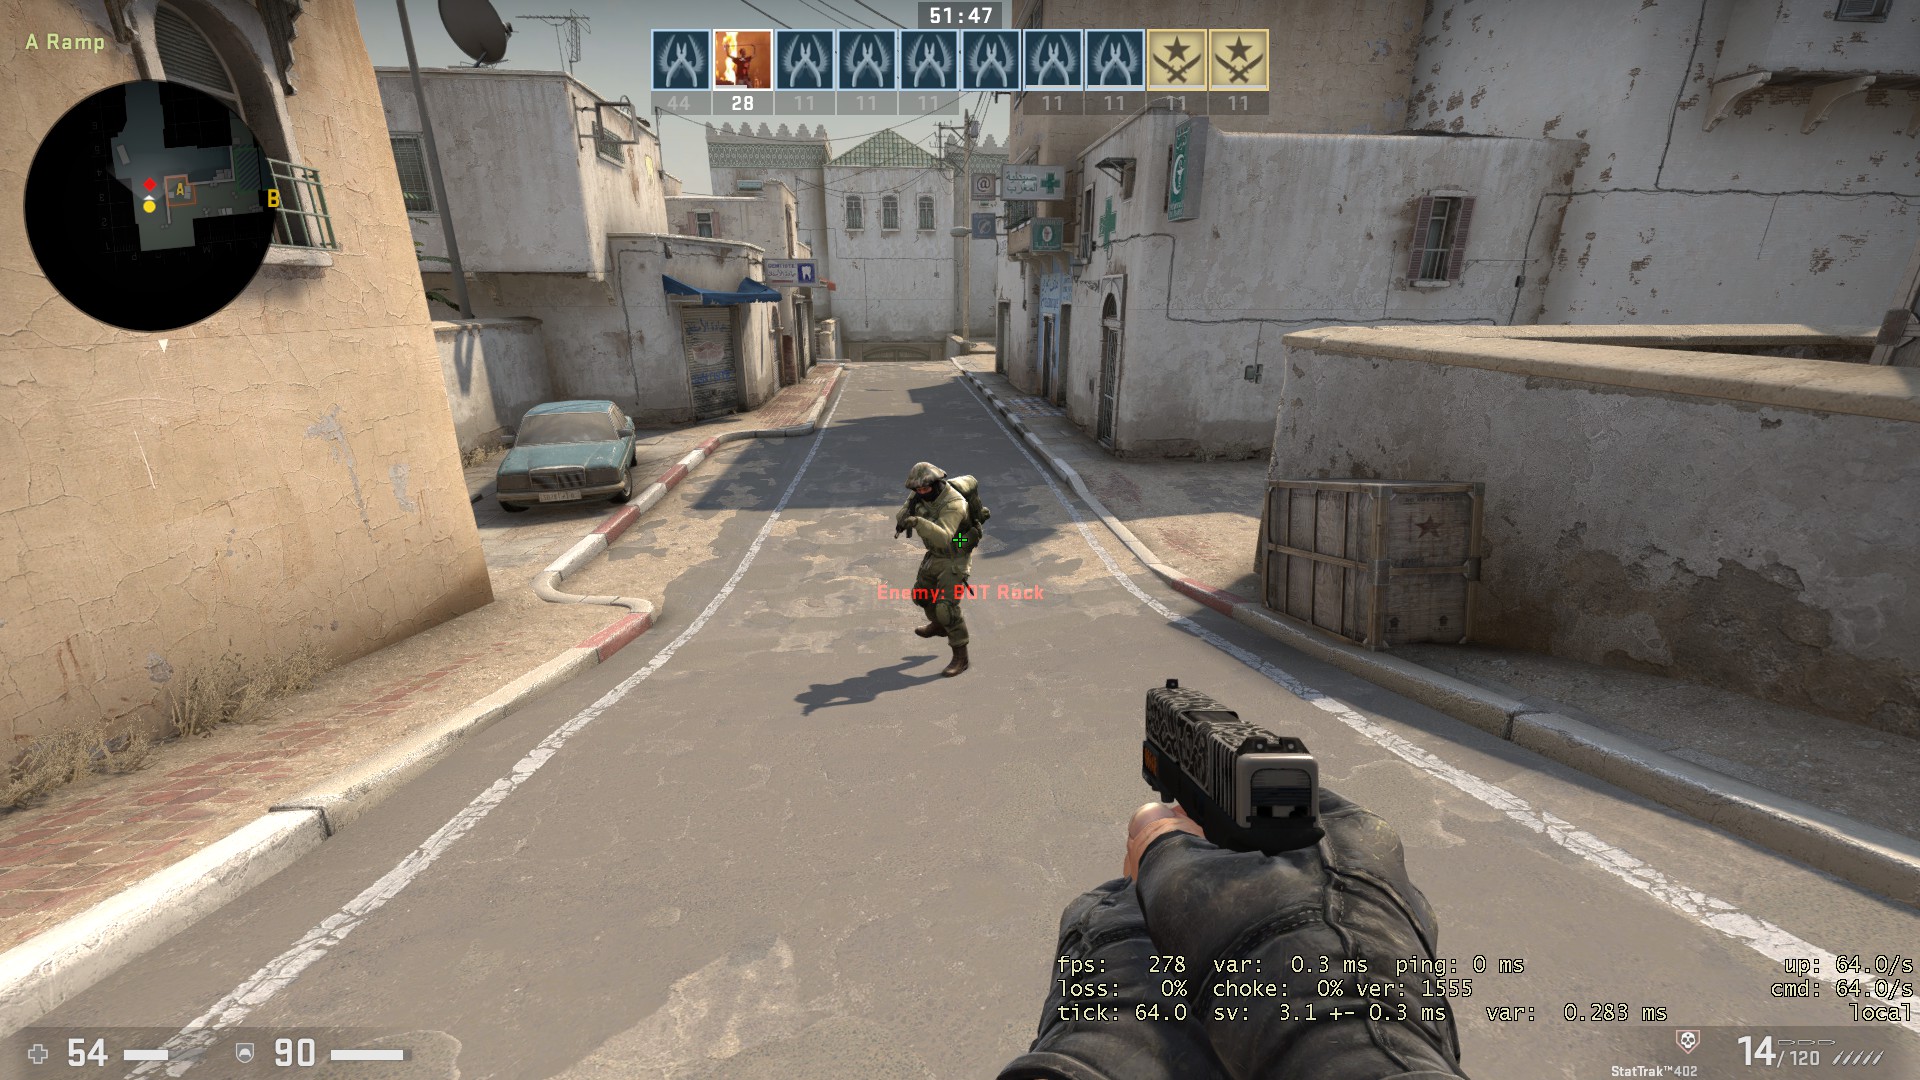 51:47
A Ramp
44 28 11 11 11 11 11 11 11
A
B
@
صيدلية
المغرب
Enemy: BOT Rock
fps: 278 var: 0.3 ms ping: 0 ms
up: 64.0/s
loss: 0% choke: 0% ver: 1555
cmd: 64.0/s
tick: 64.0 sv: 3.1 +- 0.3 ms var: 0.283 ms
local
54
90
14/ 120
StatTrak™402